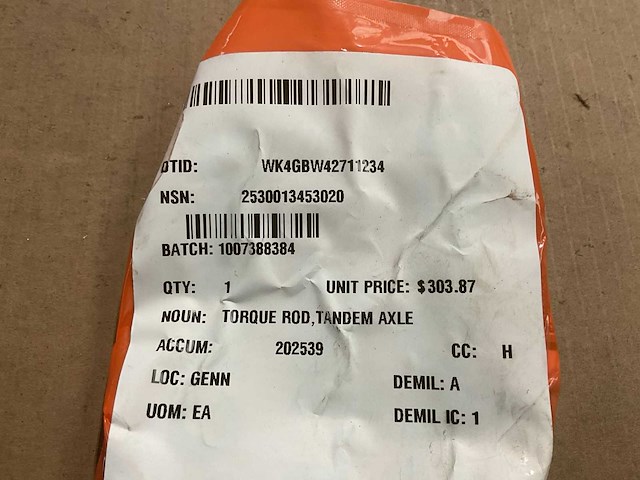 DTID: WK4GBW42711234
NSN: 2530013453020
BATCH: 1007388384
QTY: 1 UNIT PRICE: $303.87
NOUN: TORQUE ROD,TANDEM AXLE
ACCUM: 202539 CC: H
LOC: GENN DEMIL: A
UOM: EA DEMIL IC: 1